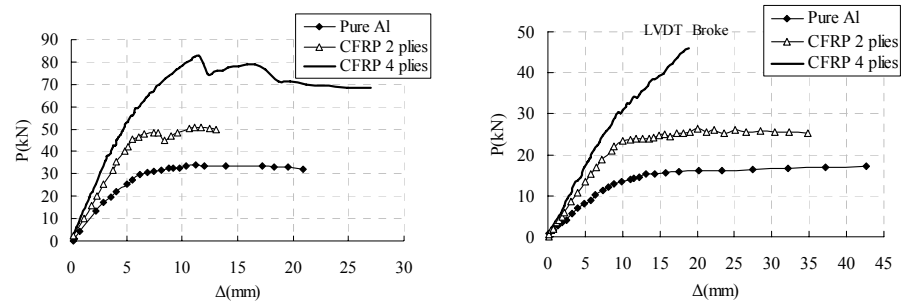 Pure Al
CFRP 2 plies
CFRP 4 plies
90
80
70
60
50
40
30
20
10
0
P(kN)
0 5 10 15 20 25 30
Δ(mm)
LVDT Broke
Pure Al
CFRP 2 plies
CFRP 4 plies
50
40
30
20
10
0
P(kN)
0 5 10 15 20 25 30 35 40 45
Δ(mm)